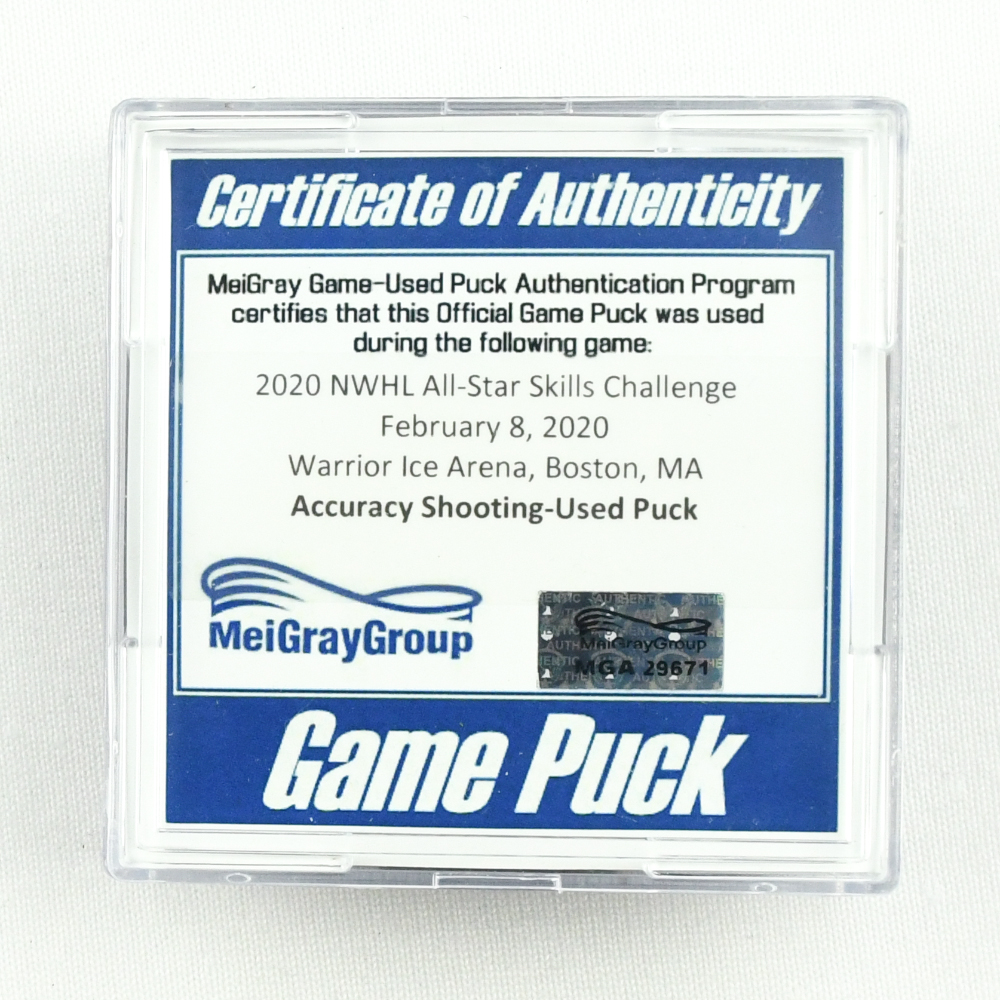 Certificate of Authenticity
MeiGray Game-Used Puck Authentication Program
certifies that this Official Game Puck was used
during the following game:
2020 NWHL All-Star Skills Challenge
February 8, 2020
Warrior Ice Arena, Boston, MA
Accuracy Shooting-Used Puck
MeiGrayGroup
MeiGrayGroup
MGA 29671
Game Puck